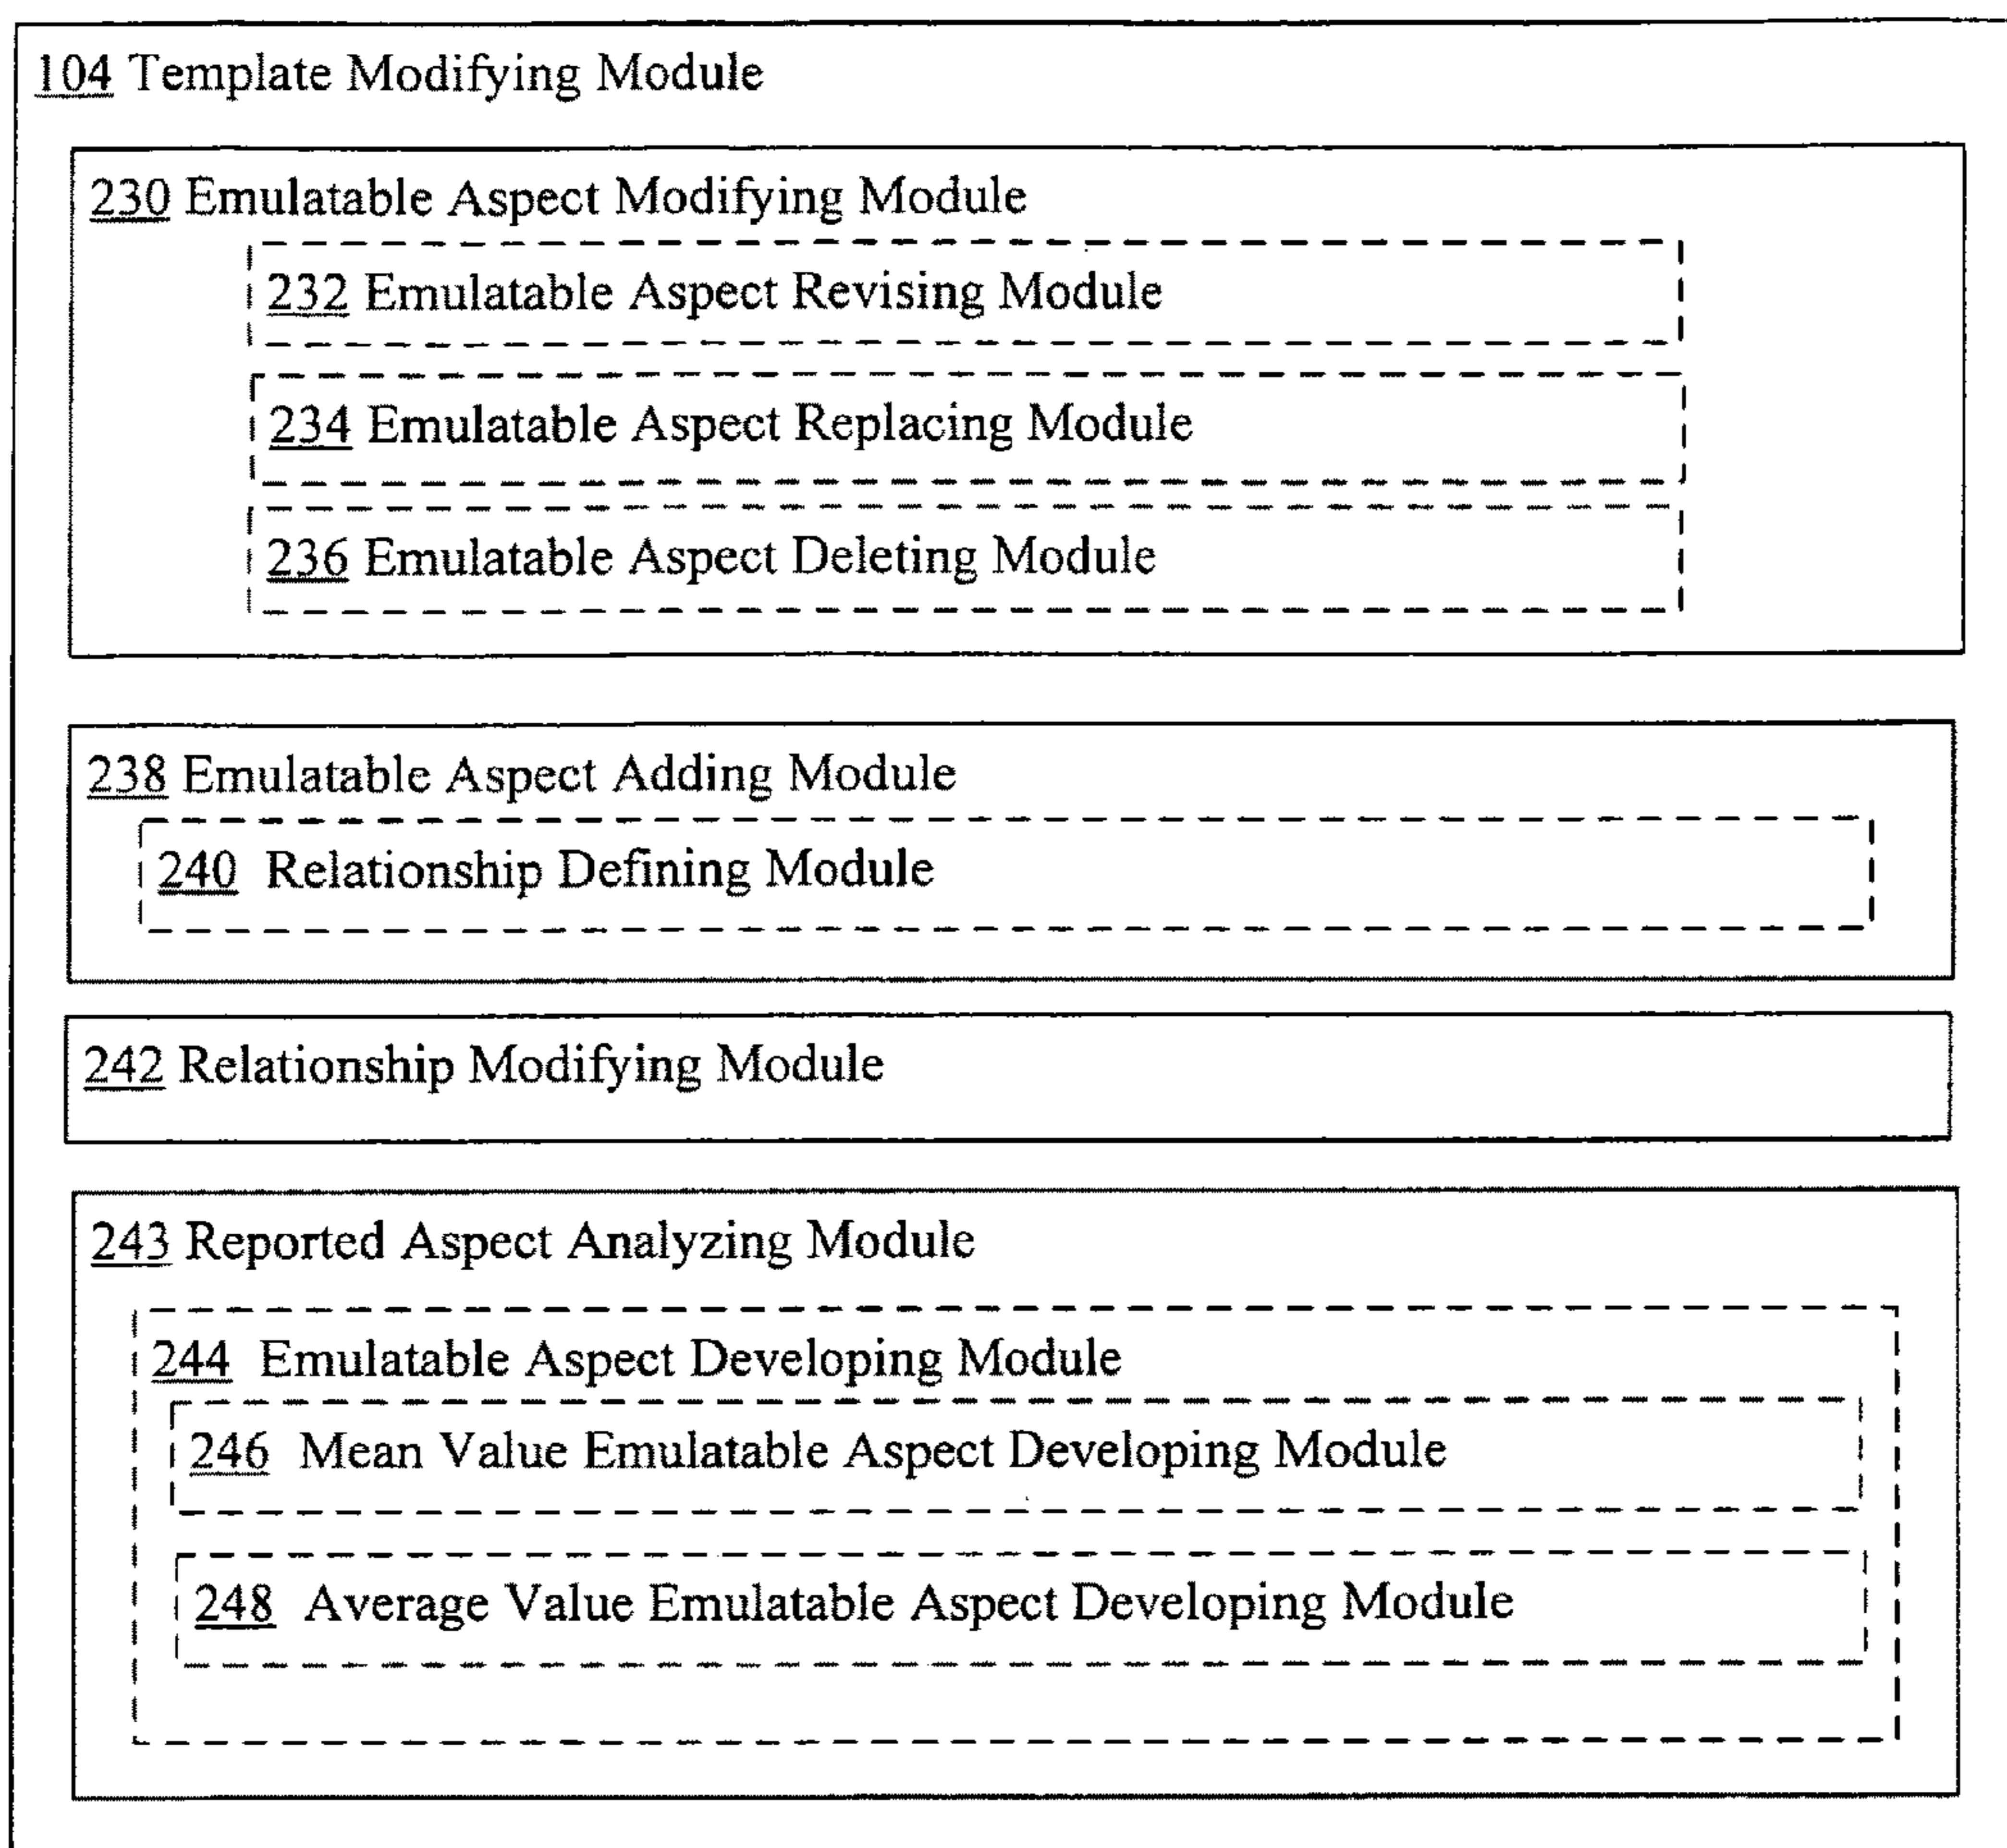 104 Template Modifying Module
230 Emulatable Aspect Modifying Module
232 Emulatable Aspect Revising Module
234 Emulatable Aspect Replacing Module
236 Emulatable Aspect Deleting Module
238 Emulatable Aspect Adding Module
240 Relationship Defining Module
242 Relationship Modifying Module
243 Reported Aspect Analyzing Module
244 Emulatable Aspect Developing Module
246 Mean Value Emulatable Aspect Developing Module
248 Average Value Emulatable Aspect Developing Module